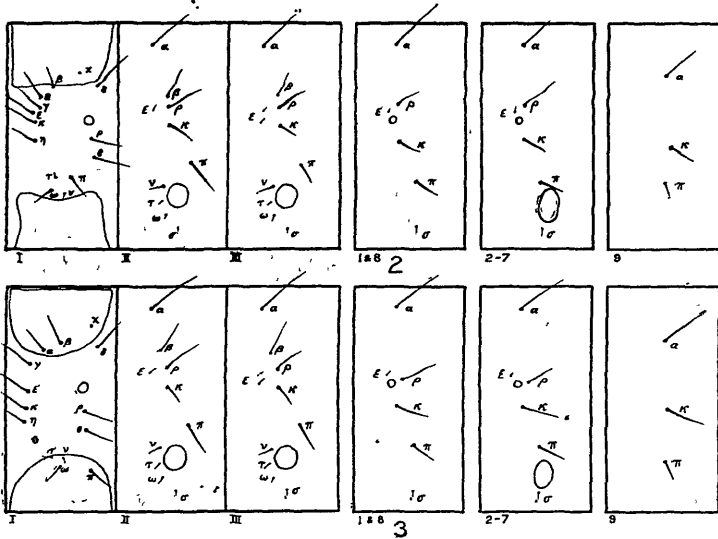 α α α α α
β x
β β
γ
E ρ E ρ E ρ E ρ
ε
κ κ κ κ κ κ
η
ρ
π π π π π π
ν ν
τ τ
ω ω
σ σ σ σ
I II III 1&8 2-7 9
2
α α α α α
x
α β β β
γ
E E ρ E ρ E ρ E ρ
κ κ κ κ κ κ
η ρ
θ
π π π π π π
τ ν ν ν
ω τ τ
ω ω
σ σ σ σ
I II III 1&8 2-7 9
3